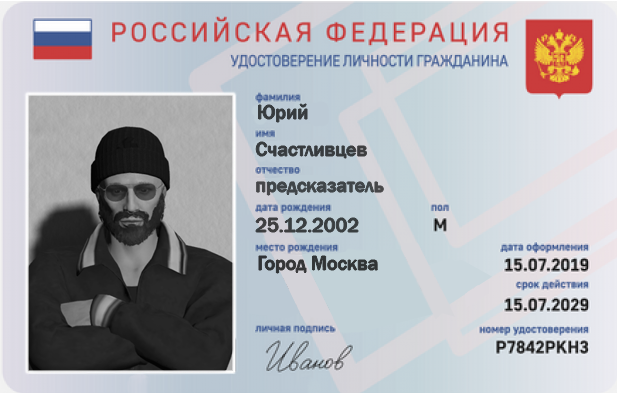 РОССИЙСКАЯ ФЕДЕРАЦИЯ
УДОСТОВЕРЕНИЕ ЛИЧНОСТИ ГРАЖДАНИНА
фамилия
Юрий
имя
Счастливцев
отчество
предсказатель
дата рождения
пол
25.12.2002
М
место рождения
дата оформления
Город Москва
15.07.2019
срок действия
15.07.2029
личная подпись
номер удостоверения
Иванов
Р7842РКН3